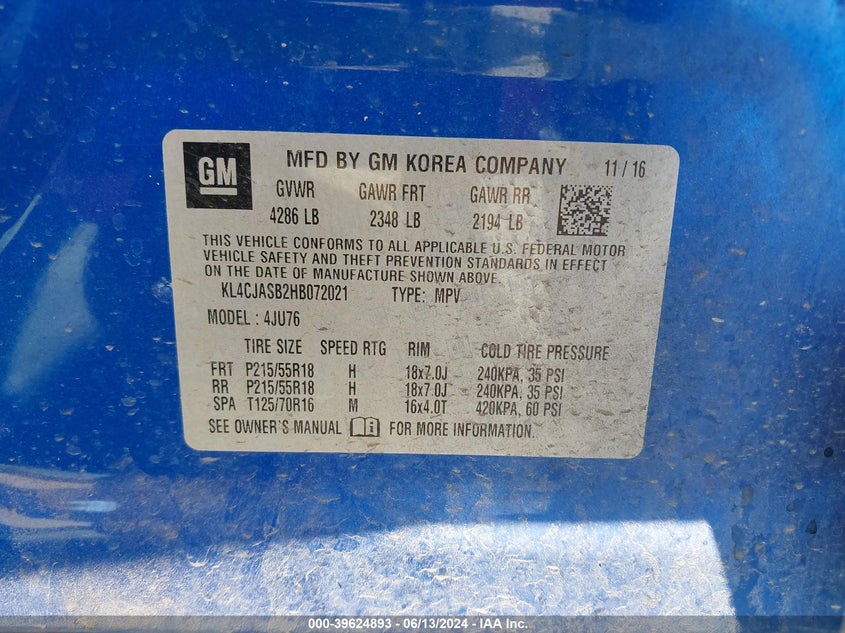 GM MFD BY GM KOREA COMPANY 11 / 16
GVWR GAWR FRT GAWR RR
4286 LB 2348 LB 2194 LB
THIS VEHICLE CONFORMS TO ALL APPLICABLE U.S. FEDERAL MOTOR
VEHICLE SAFETY AND THEFT PREVENTION STANDARDS IN EFFECT
ON THE DATE OF MANUFACTURE SHOWN ABOVE.
KL4CJASB2HB072021 TYPE: MPV
MODEL : 4JU76
TIRE SIZE SPEED RTG RIM COLD TIRE PRESSURE
FRT P215/55R18 H 18x7.0J 240KPA, 35 PSI
RR P215/55R18 H 18x7.0J 240KPA, 35 PSI
SPA T125/70R16 M 16x4.0T 420KPA, 60 PSI
SEE OWNER'S MANUAL i FOR MORE INFORMATION.
000-39624893 - 06/13/2024 - IAA Inc.